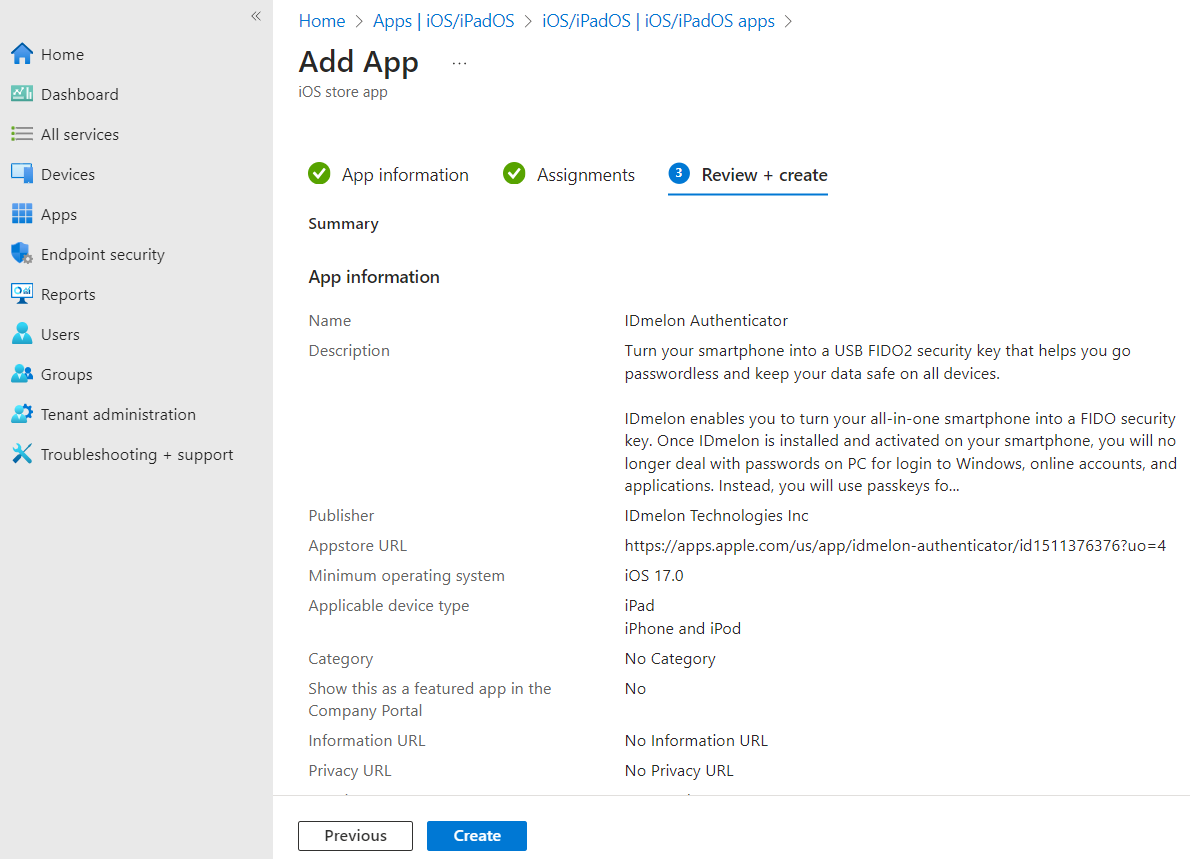 «
Home
Dashboard
All services
Devices
Apps
Endpoint security
Reports
Users
Groups
Tenant administration
Troubleshooting + support
Home > Apps | iOS/iPadOS > iOS/iPadOS | iOS/iPadOS apps >
Add App ...
iOS store app
App information
Assignments
3 Review + create
Summary
App information
Name IDmelon Authenticator
Description Turn your smartphone into a USB FIDO2 security key that helps you go
passwordless and keep your data safe on all devices.
IDmelon enables you to turn your all-in-one smartphone into a FIDO security
key. Once IDmelon is installed and activated on your smartphone, you will no
longer deal with passwords on PC for login to Windows, online accounts, and
applications. Instead, you will use passkeys fo...
Publisher IDmelon Technologies Inc
Appstore URL https://apps.apple.com/us/app/idmelon-authenticator/id1511376376?uo=4
Minimum operating system iOS 17.0
Applicable device type iPad
iPhone and iPod
Category No Category
Show this as a featured app in the No
Company Portal
Information URL No Information URL
Privacy URL No Privacy URL
Previous Create